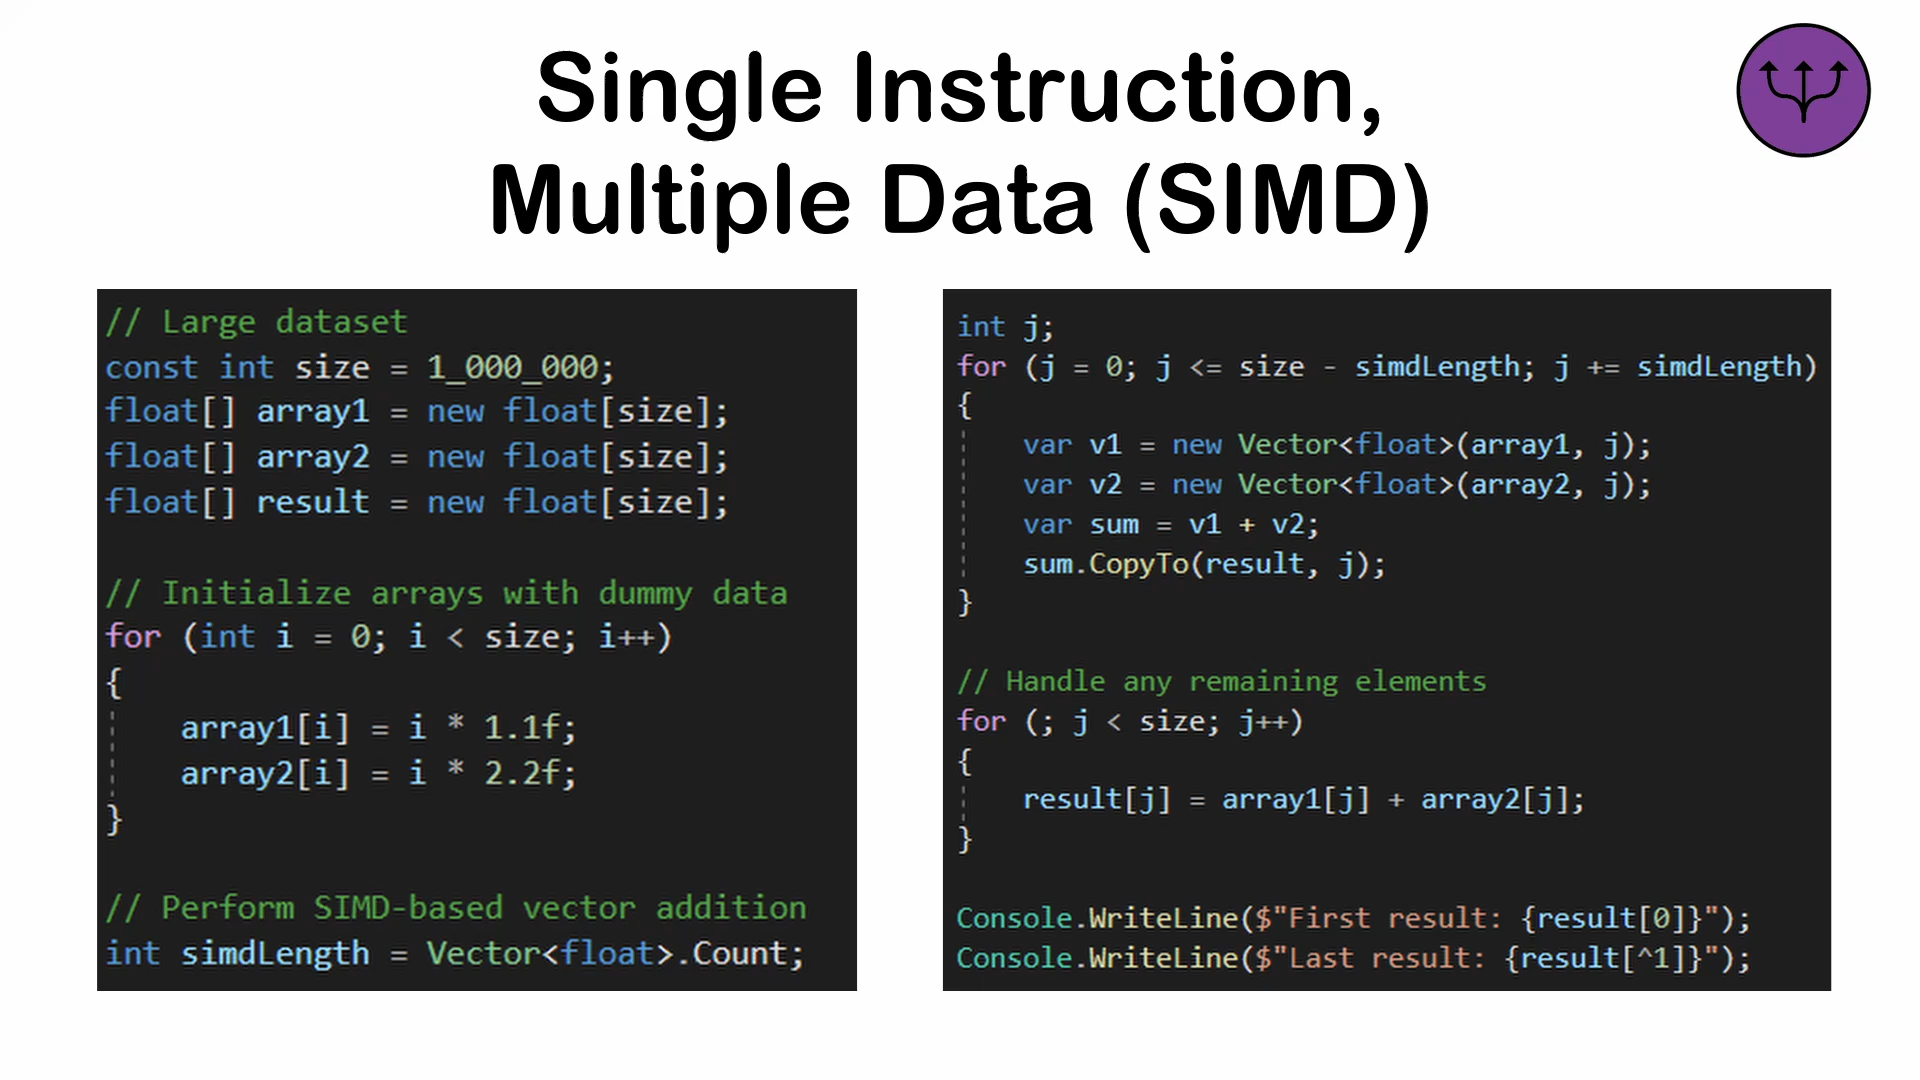 Single Instruction,
Multiple Data (SIMD)
// Large dataset
const int size = 1_000_000;
float[] array1 = new float[size];
float[] array2 = new float[size];
float[] result = new float[size];
// Initialize arrays with dummy data
for (int i = 0; i < size; i++)
{
array1[i] = i * 1.1f;
array2[i] = i * 2.2f;
}
// Perform SIMD-based vector addition
int simdLength = Vector<float>.Count;
int j;
for (j = 0; j <= size - simdLength; j += simdLength)
{
var v1 = new Vector<float>(array1, j);
var v2 = new Vector<float>(array2, j);
var sum = v1 + v2;
sum.CopyTo(result, j);
}
// Handle any remaining elements
for (; j < size; j++)
{
result[j] = array1[j] + array2[j];
}
Console.WriteLine($"First result: {result[0]}");
Console.WriteLine($"Last result: {result[^1]}");